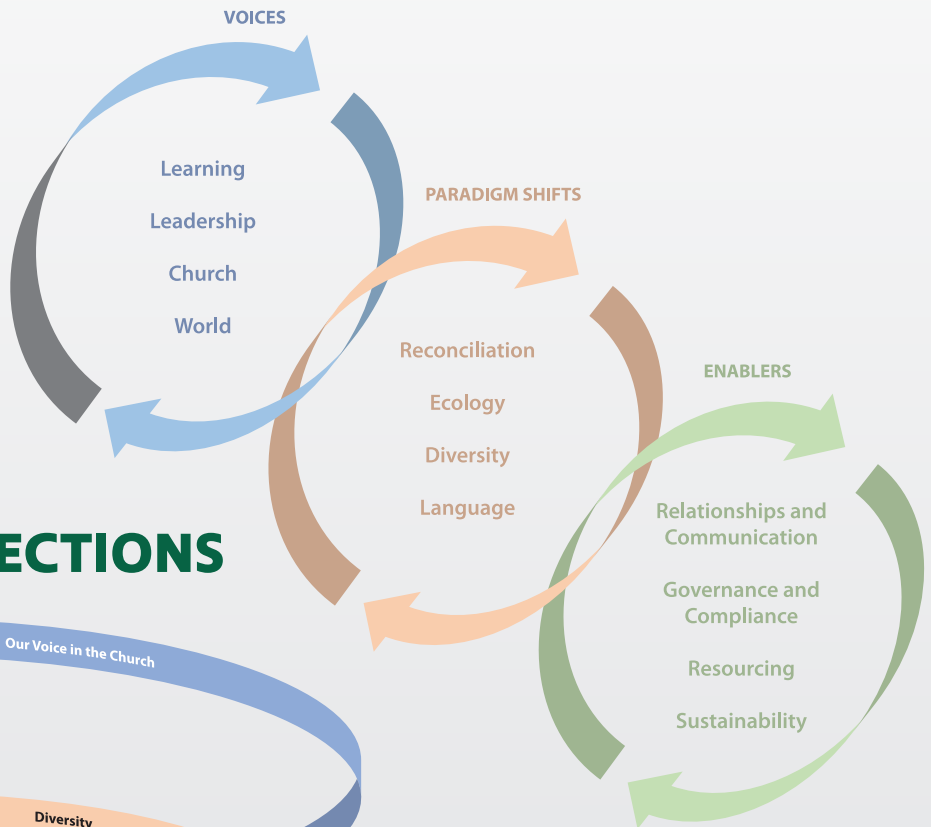 VOICES
Learning
Leadership
Church
World
PARADIGM SHIFTS
Reconciliation
Ecology
Diversity
Language
ENABLERS
Relationships and
Communication
Governance and
Compliance
Resourcing
Sustainability
ECTIONS
Our Voice in the Church
Diversity